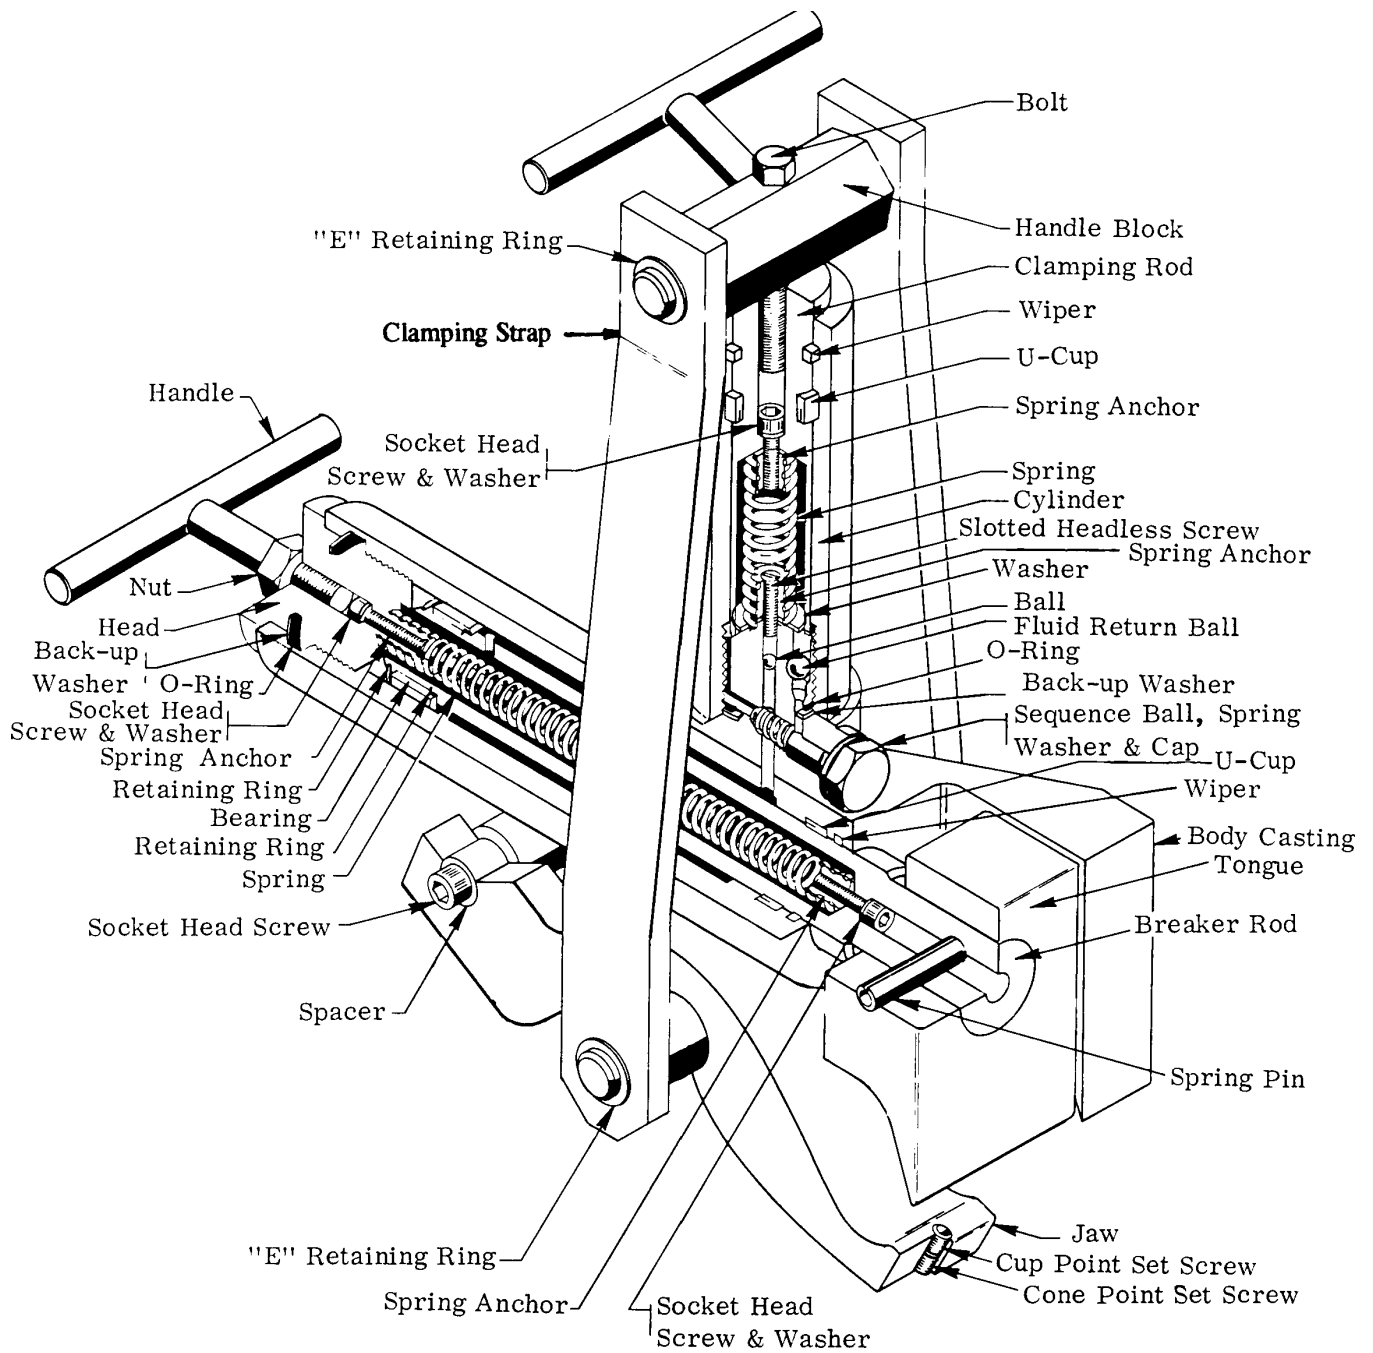 Bolt
Handle Block
"E" Retaining Ring
Clamping Rod
Wiper
Clamping Strap
U-Cup
Handle
Spring Anchor
Socket Head
Screw & Washer
Spring
Cylinder
Slotted Headless Screw
Spring Anchor
Washer
Nut
Ball
Fluid Return Ball
Head
O-Ring
Back-up
Washer
O-Ring
Back-up Washer
Socket Head
Screw & Washer
Sequence Ball, Spring
Washer & Cap
Spring Anchor
U-Cup
Retaining Ring
Wiper
Bearing
Body Casting
Retaining Ring
Tongue
Spring
Socket Head Screw
Breaker Rod
Spacer
Spring Pin
Jaw
"E" Retaining Ring
Cup Point Set Screw
Cone Point Set Screw
Spring Anchor
Socket Head
Screw & Washer